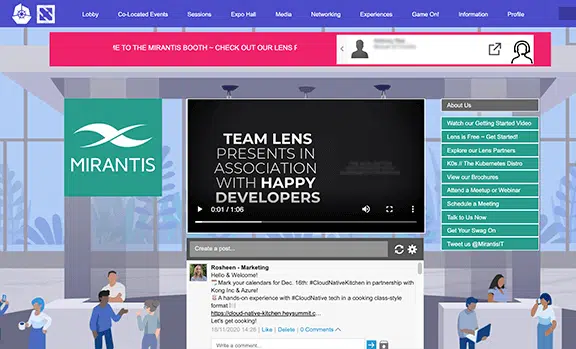 Lobby
Co-Located Events
Sessions
Expo Hall
Media
Networking
Experiences
Game On!
Information
Profile
ME TO THE MIRANTIS BOOTH ~ CHECK OUT OUR LENS F
MIRANTIS
TEAM LENS
PRESENTS IN
ASSOCIATION
WITH HAPPY
DEVELOPERS
0:01 / 1:06
About Us
Watch our Getting Started Video
Lens is Free ~ Get Started!
Explore our Lens Partners
K0s // The Kubernetes Distro
View our Brochures
Attend a Meetup or Webinar
Schedule a Meeting
Talk to Us Now
Get Your Swag On
Tweet us @MirantisIT
Create a post...
Rosheen - Marketing
Hello & Welcome!
Mark your calendars for Dec. 16th: #CloudNativeKitchen in partnership with
Kong Inc & Azure!
A hands-on experience with #CloudNative tech in a cooking class-style
format
https://cloud-native-kitchen.heysummit.c...
Let's get cooking!
18/11/2020 14:26 | Like | Delete | 0 Comments
Write a comment...